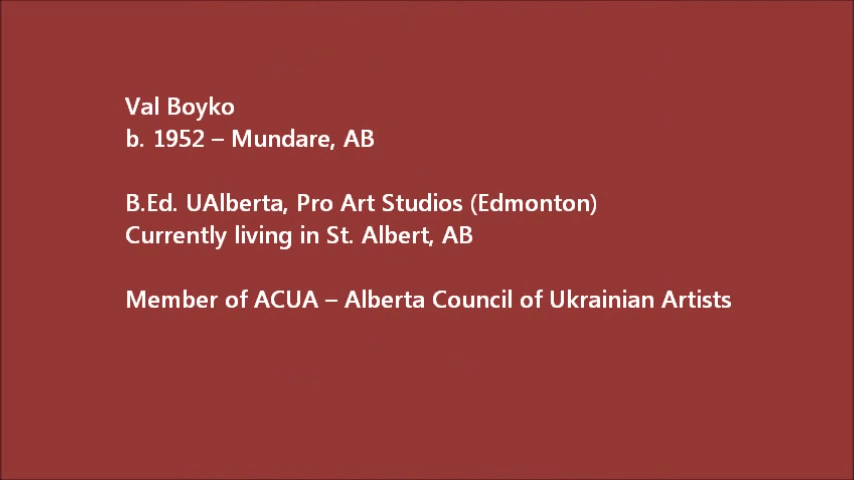 Val Boyko
b. 1952 – Mundare, AB
B.Ed. UAlberta, Pro Art Studios (Edmonton)
Currently living in St. Albert, AB
Member of ACUA – Alberta Council of Ukrainian Artists